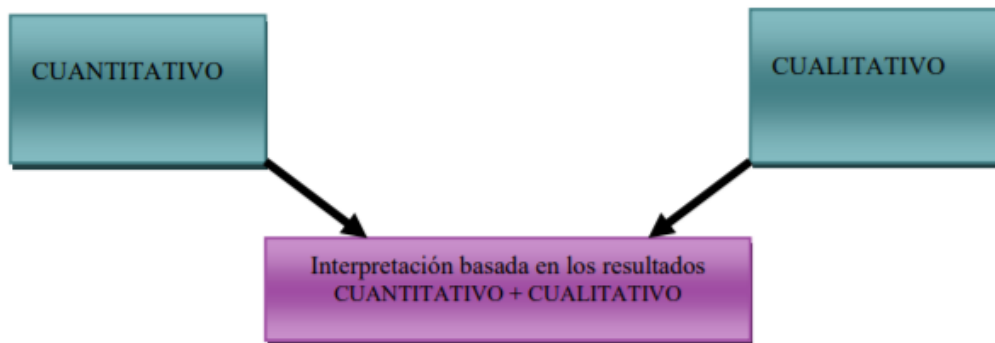 CUANTITATIVO
CUALITATIVO
Interpretación basada en los resultados
CUANTITATIVO + CUALITATIVO